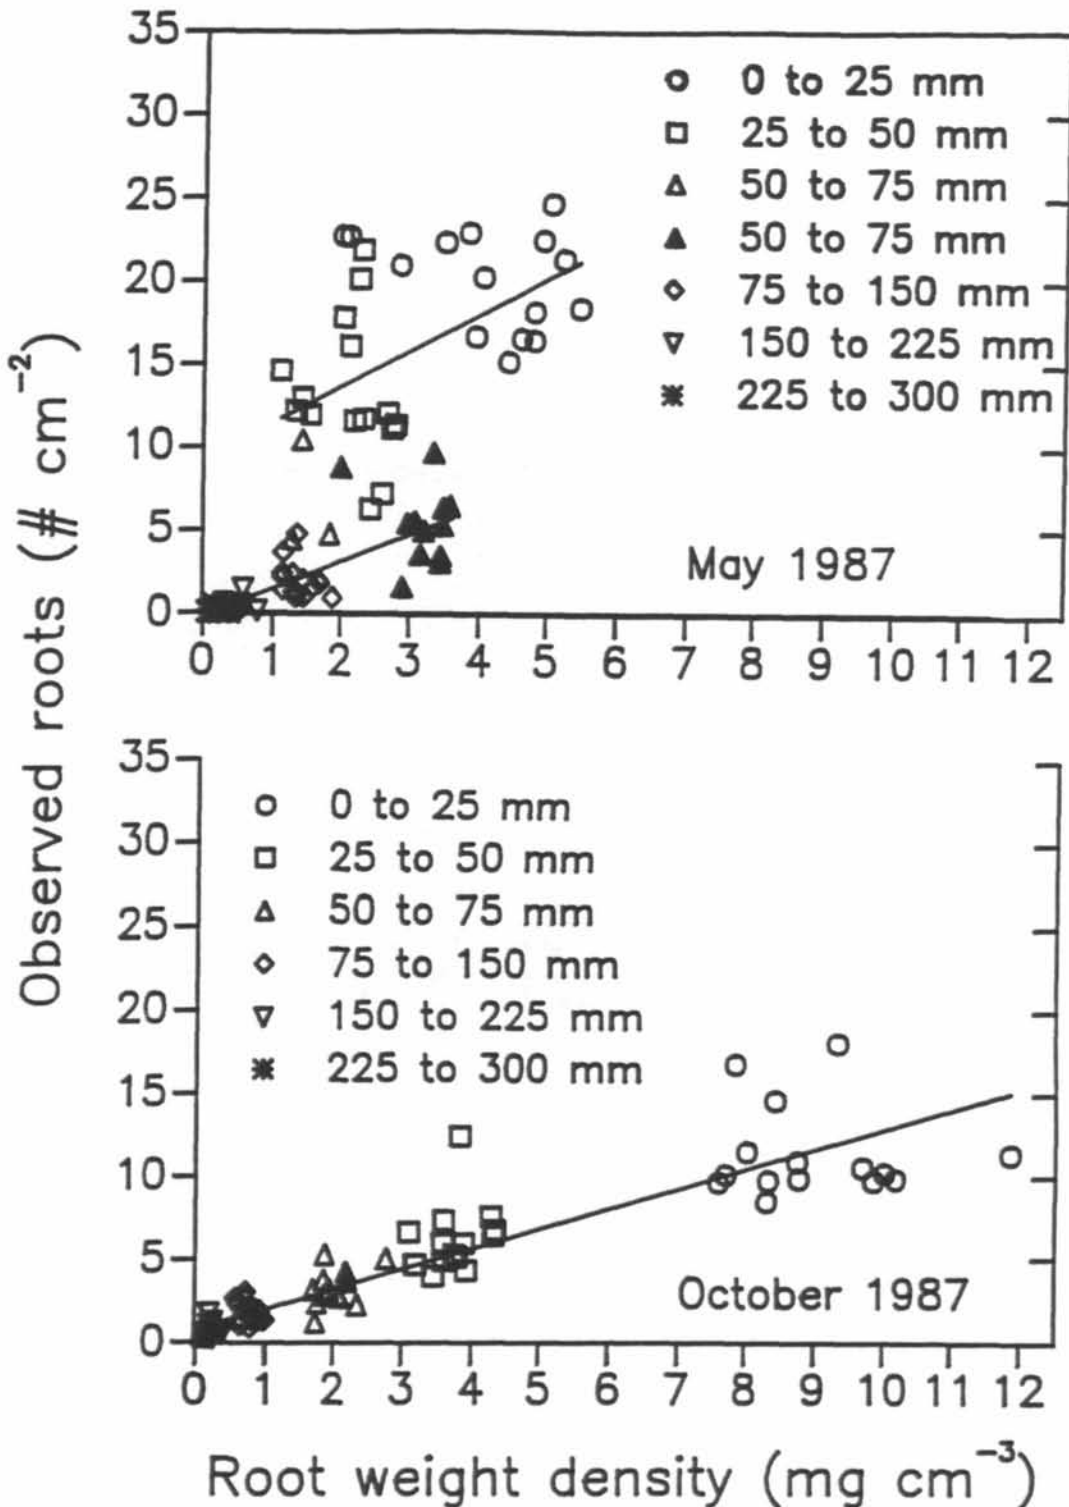 Observed roots (# cm⁻²)
35
30
25
20
15
10
5
0
0 to 25 mm
25 to 50 mm
50 to 75 mm
50 to 75 mm
75 to 150 mm
150 to 225 mm
225 to 300 mm
May 1987
0 1 2 3 4 5 6 7 8 9 10 11 12
35
30
25
20
15
10
5
0
0 to 25 mm
25 to 50 mm
50 to 75 mm
75 to 150 mm
150 to 225 mm
225 to 300 mm
October 1987
0 1 2 3 4 5 6 7 8 9 10 11 12
Root weight density (mg cm⁻³)